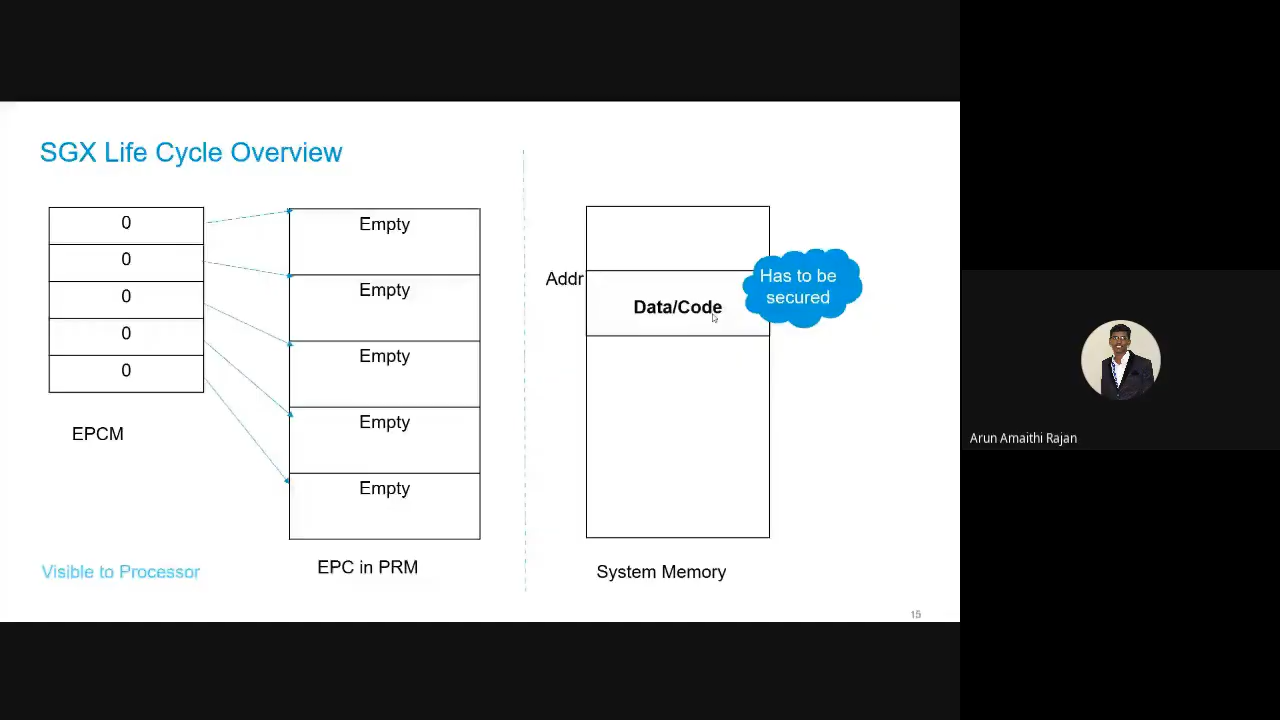 SGX Life Cycle Overview
0
0
0
0
0
EPCM
Visible to Processor
Empty
Empty
Empty
Empty
Empty
EPC in PRM
Addr
Data/Code
Has to be
secured
System Memory
15
Arun Amaithi Rajan